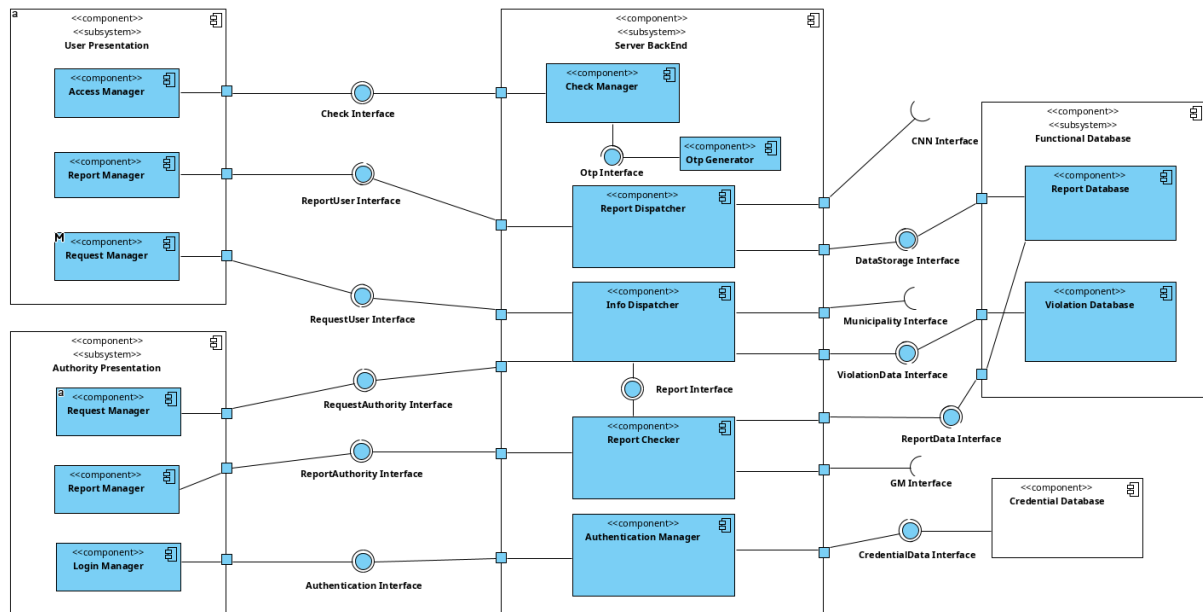 a
<<component>>
<<subsystem>>
User Presentation
<<component>>
Access Manager
<<component>>
Report Manager
M
<<component>>
Request Manager
<<component>>
<<subsystem>>
Authority Presentation
a
<<component>>
Request Manager
<<component>>
Report Manager
<<component>>
Login Manager
Check Interface
ReportUser Interface
RequestUser Interface
RequestAuthority Interface
ReportAuthority Interface
Authentication Interface
<<component>>
<<subsystem>>
Server BackEnd
<<component>>
Check Manager
<<component>>
Otp Generator
Otp Interface
<<component>>
Report Dispatcher
<<component>>
Info Dispatcher
Report Interface
<<component>>
Report Checker
<<component>>
Authentication Manager
CNN Interface
DataStorage Interface
Municipality Interface
ViolationData Interface
ReportData Interface
GM Interface
CredentialData Interface
<<component>>
<<subsystem>>
Functional Database
<<component>>
Report Database
<<component>>
Violation Database
<<component>>
Credential Database